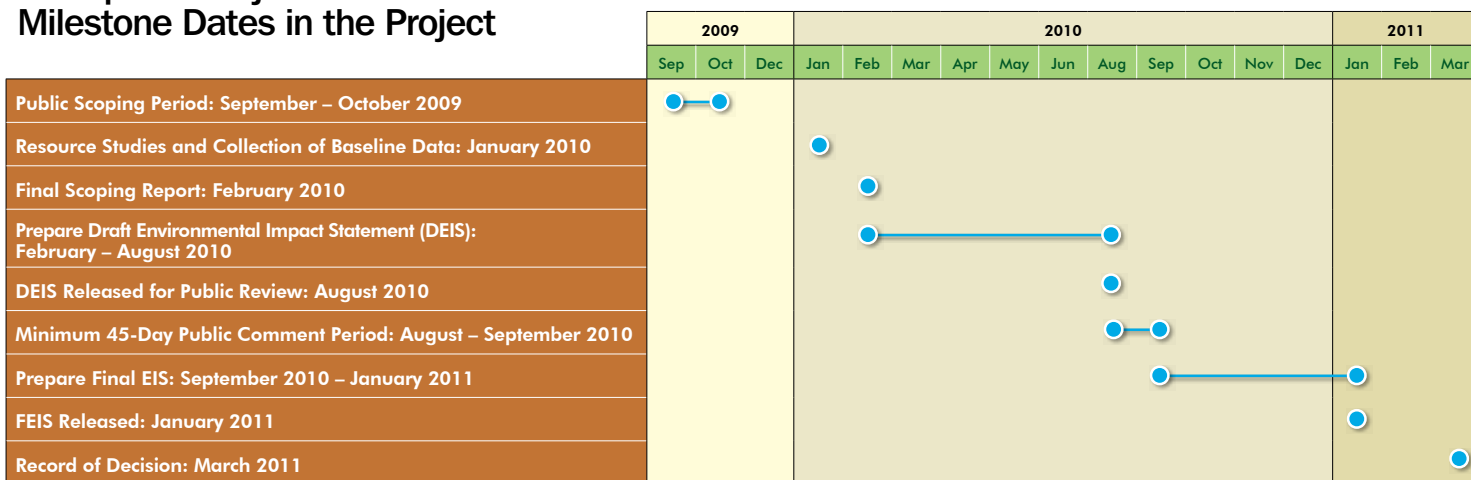 Milestone Dates in the Project
2009 2010 2011
Sep Oct Dec Jan Feb Mar Apr May Jun Aug Sep Oct Nov Dec Jan Feb Mar
Public Scoping Period: September – October 2009
Resource Studies and Collection of Baseline Data: January 2010
Final Scoping Report: February 2010
Prepare Draft Environmental Impact Statement (DEIS):
February – August 2010
DEIS Released for Public Review: August 2010
Minimum 45-Day Public Comment Period: August – September 2010
Prepare Final EIS: September 2010 – January 2011
FEIS Released: January 2011
Record of Decision: March 2011